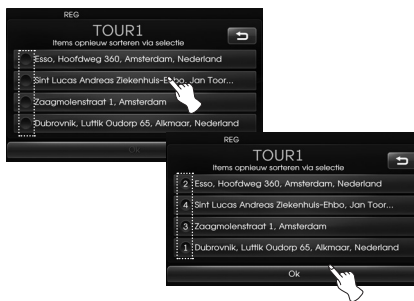 REG
TOUR1
Items opnieuw sorteren via selectie
Esso, Hoofdweg 360, Amsterdam, Nederland
Sint Lucas Andreas Ziekenhuis-Ehbo, Jan Toor...
Zaagmolenstraat 1, Amsterdam
Dubrovnik, Luttik Oudorp 65, Alkmaar, Nederland
Ok
REG
TOUR1
Items opnieuw sorteren via selectie
2 Esso, Hoofdweg 360, Amsterdam, Nederland
4 Sint Lucas Andreas Ziekenhuis-Ehbo, Jan Toor...
3 Zaagmolenstraat 1, Amsterdam
1 Dubrovnik, Luttik Oudorp 65, Alkmaar, Nederland
Ok